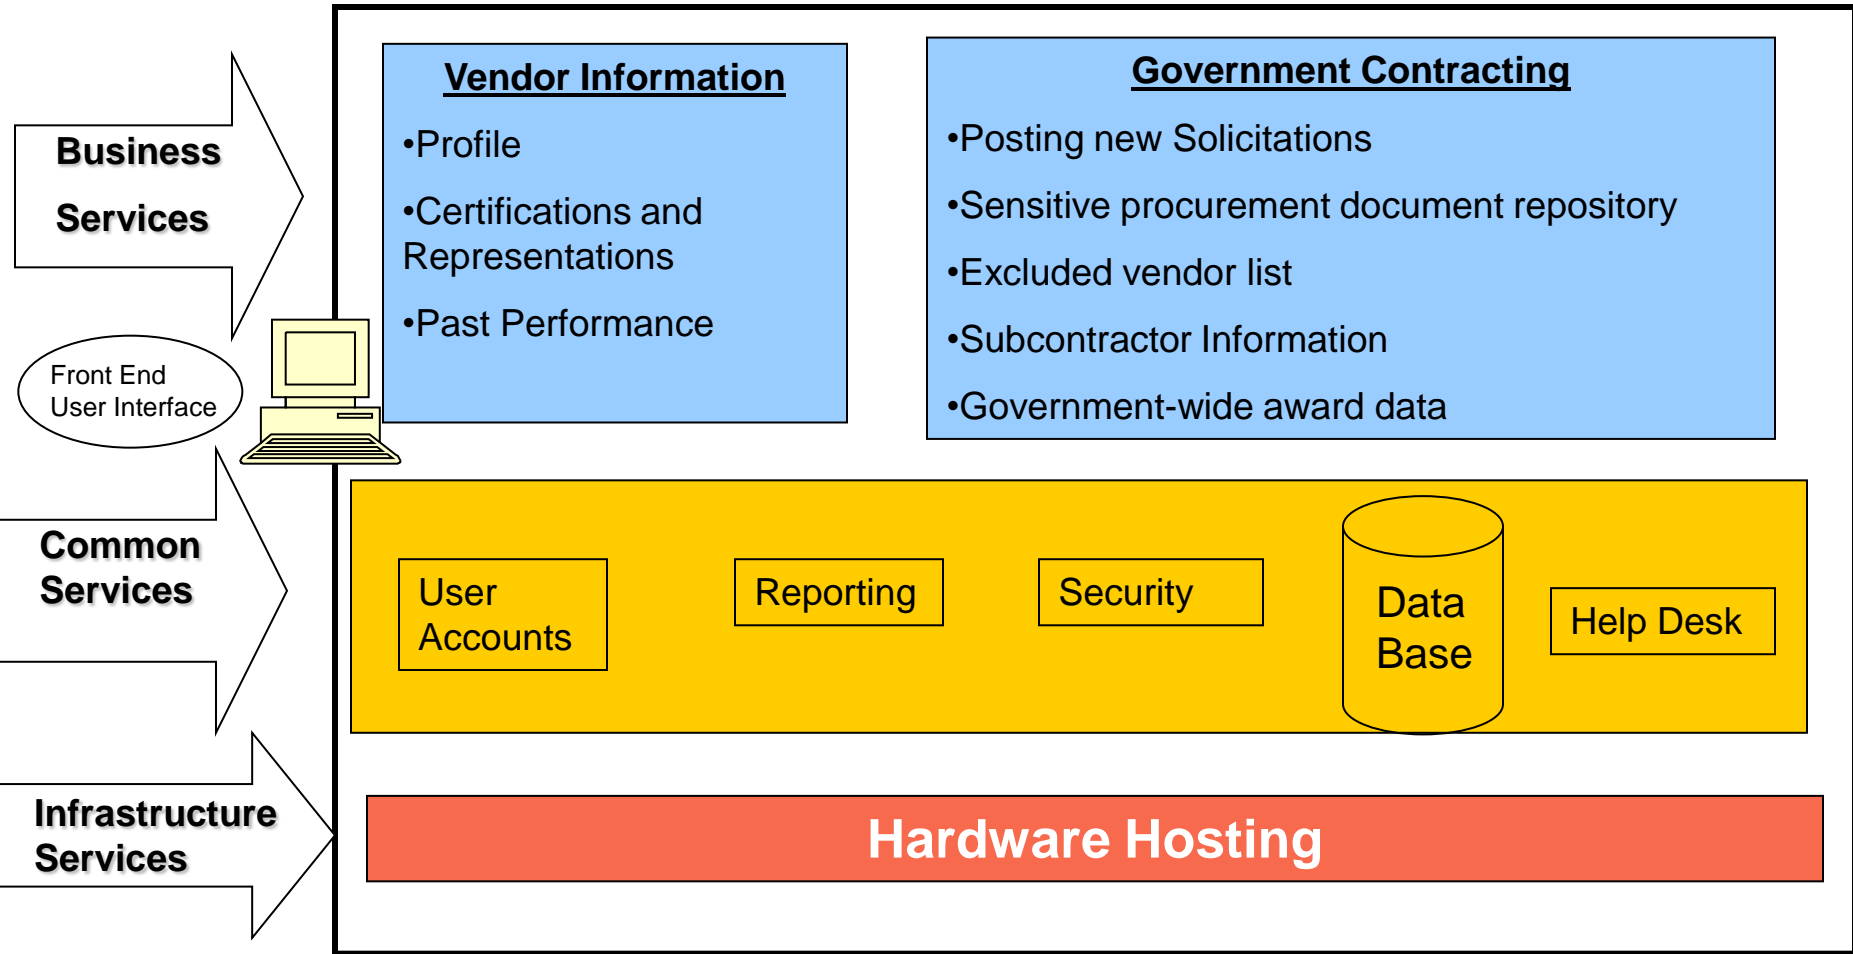 Business
Services
Vendor Information
•Profile
•Certifications and
Representations
•Past Performance
Government Contracting
•Posting new Solicitations
•Sensitive procurement document repository
•Excluded vendor list
•Subcontractor Information
•Government-wide award data
Front End
User Interface
Common
Services
User
Accounts
Reporting
Security
Data
Base
Help Desk
Infrastructure
Services
Hardware Hosting